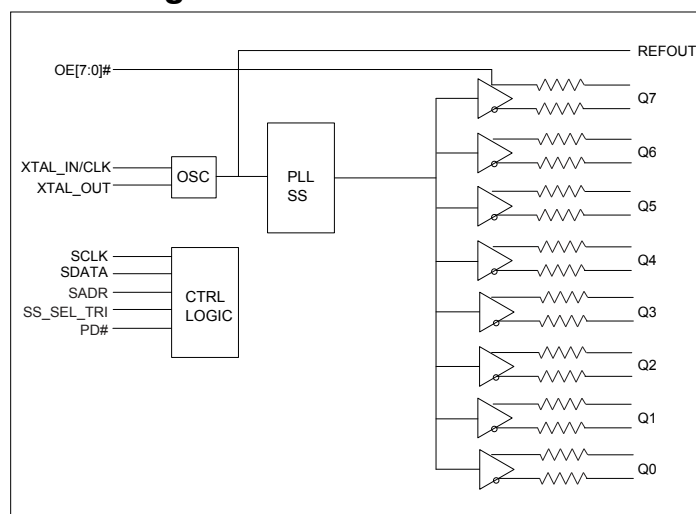 REFOUT
OE[7:0]#
Q7
Q6
XTAL_IN/CLK
OSC
PLL
SS
XTAL_OUT
Q5
SCLK
SDATA
SADR
SS_SEL_TRI
PD#
CTRL
LOGIC
Q4
Q3
Q2
Q1
Q0